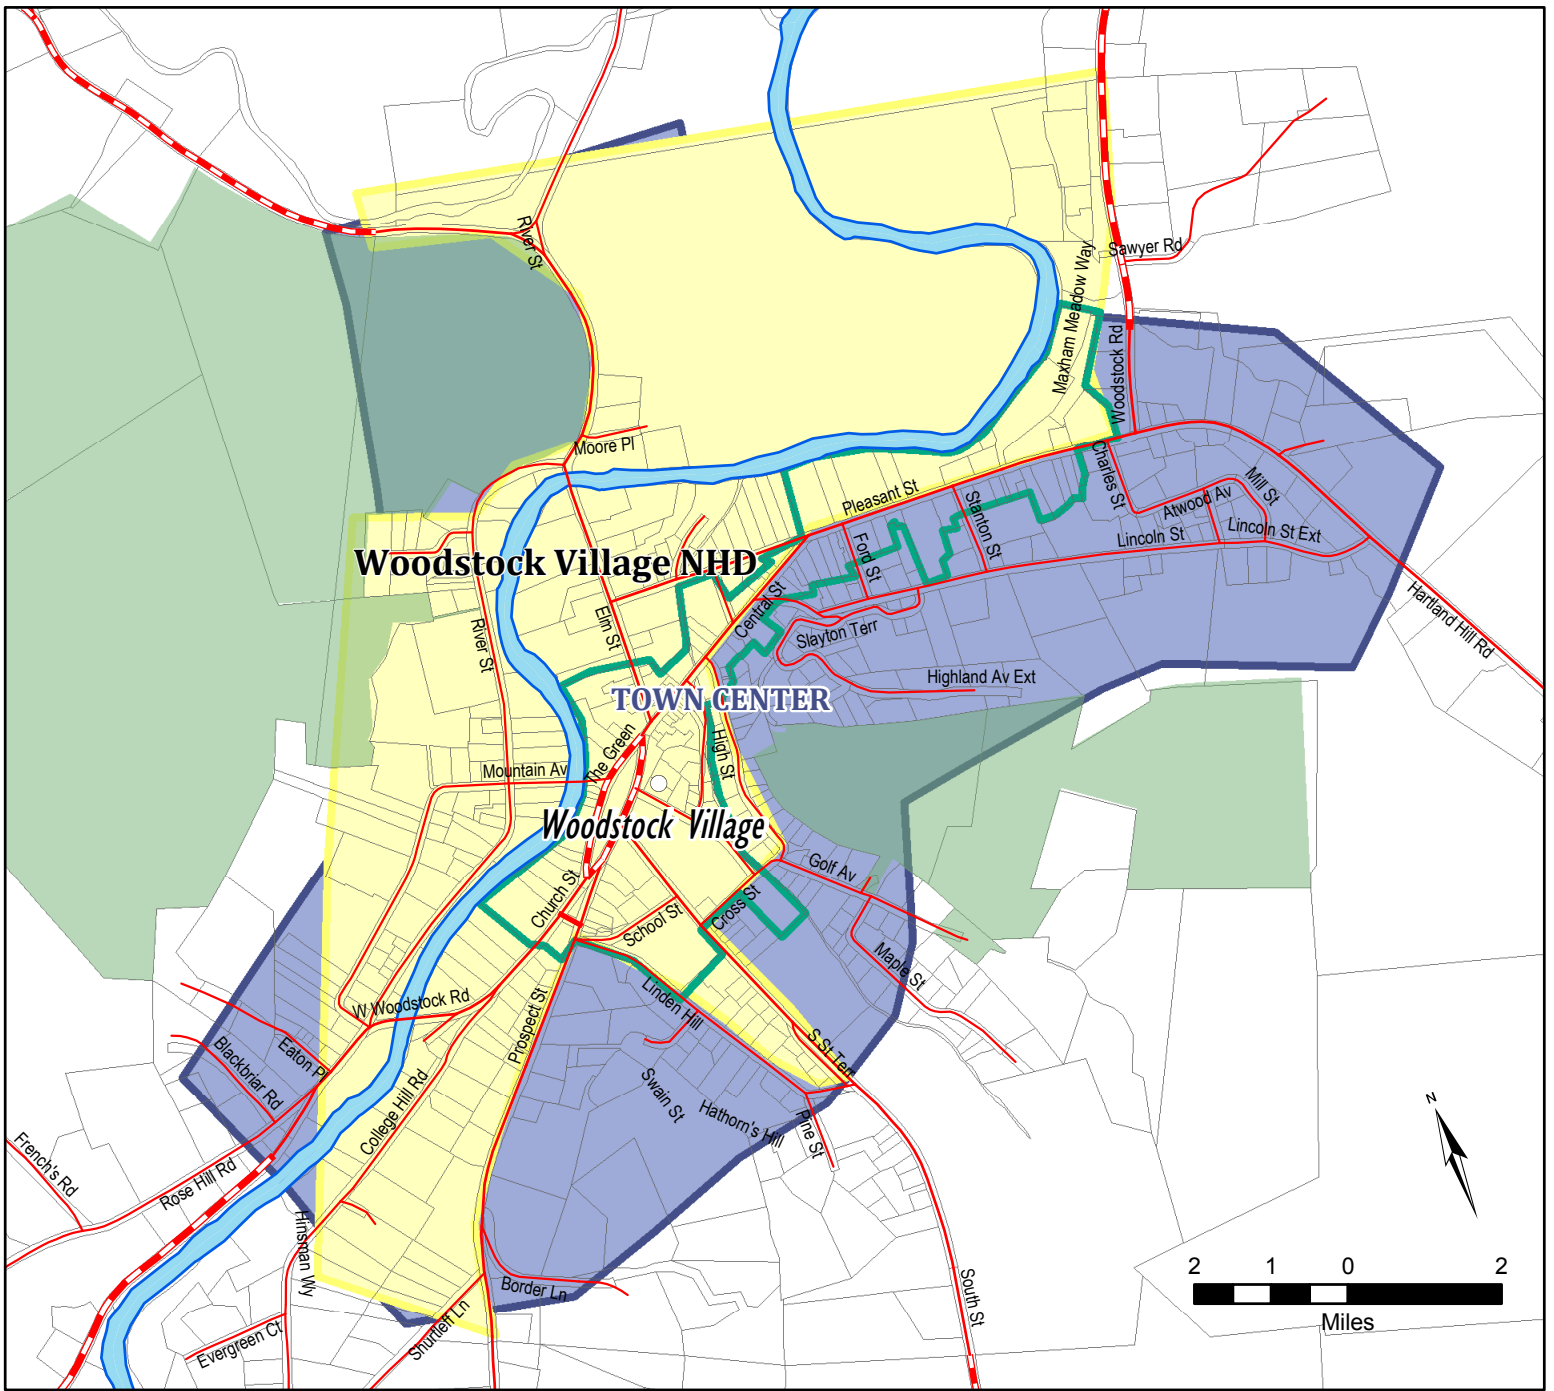 River St
Sawyer Rd
Maxham Meadow Way
Woodstock Rd
Moore Pl
Pleasant St
Charles St
Mill St
Atwood Av
Stanton St
Lincoln St
Lincoln St Ext
Ford St
Woodstock Village NHD
Hartland Hill Rd
Elm St
Central St
River St
Slayton Terr
Highland Av Ext
TOWN CENTER
The Green
High St
Mountain Av
Woodstock Village
Golf Av
Church St
Cross St
School St
Maple St
Linden Hill
W Woodstock Rd
Prospect St
S St Terr
Eaton Pl
Blackbriar Rd
Swain St
Hathorn's Hill
Pine St
College Hill Rd
N
French's Rd
Rose Hill Rd
Hinsman Wy
Border Ln
South St
Shurtleff Ln
Evergreen Ct
2 1 0 2
Miles